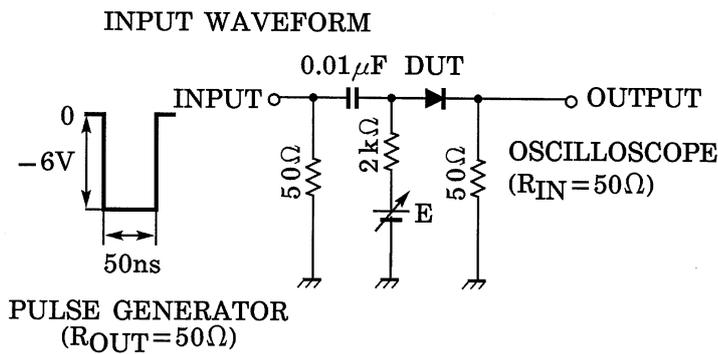 INPUT WAVEFORM
0.01μF DUT
0
INPUT
OUTPUT
−6V
50Ω
2kΩ
50Ω
OSCILLOSCOPE
(RIN=50Ω)
E
50ns
PULSE GENERATOR
(ROUT=50Ω)